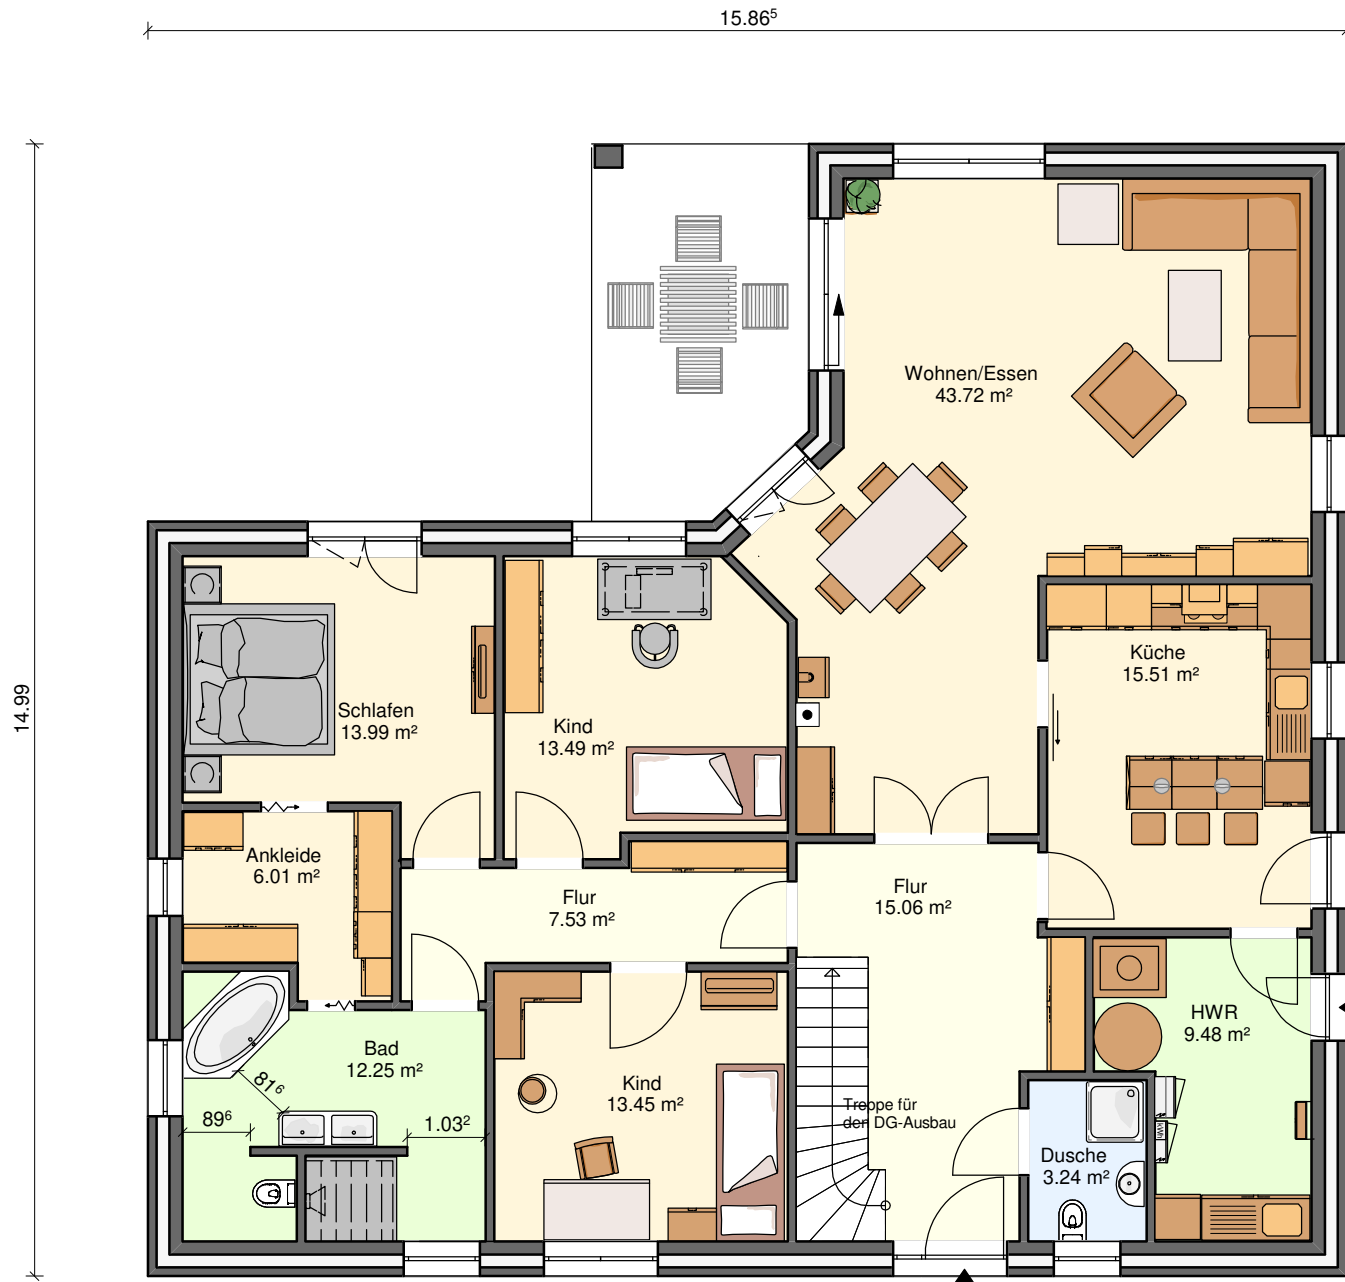 15.86⁵
14.99
Wohnen/Essen
43.72 m²
Küche
15.51 m²
Schlafen
13.99 m²
Kind
13.49 m²
Ankleide
6.01 m²
Flur
7.53 m²
Flur
15.06 m²
HWR
9.48 m²
Bad
12.25 m²
81⁶
89⁶
1.03²
Kind
13.45 m²
Treppe für
den DG-Ausbau
kWh
Dusche
3.24 m²